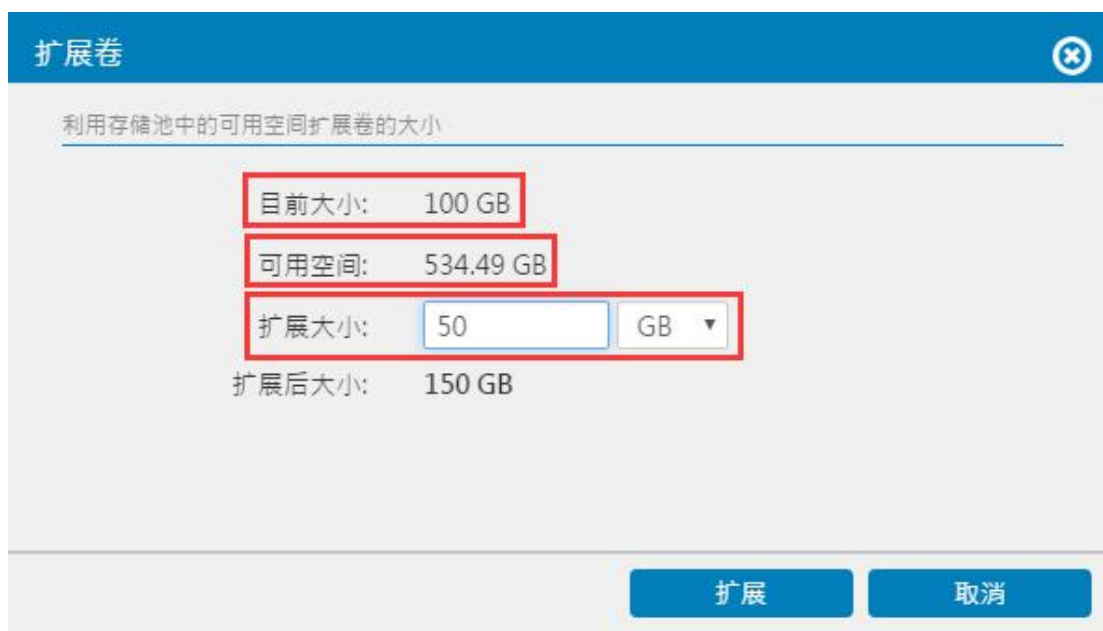 扩展卷
利用存储池中的可用空间扩展卷的大小
目前大小: 100 GB
可用空间: 534.49 GB
扩展大小: 50 GB
扩展后大小: 150 GB
扩展 取消